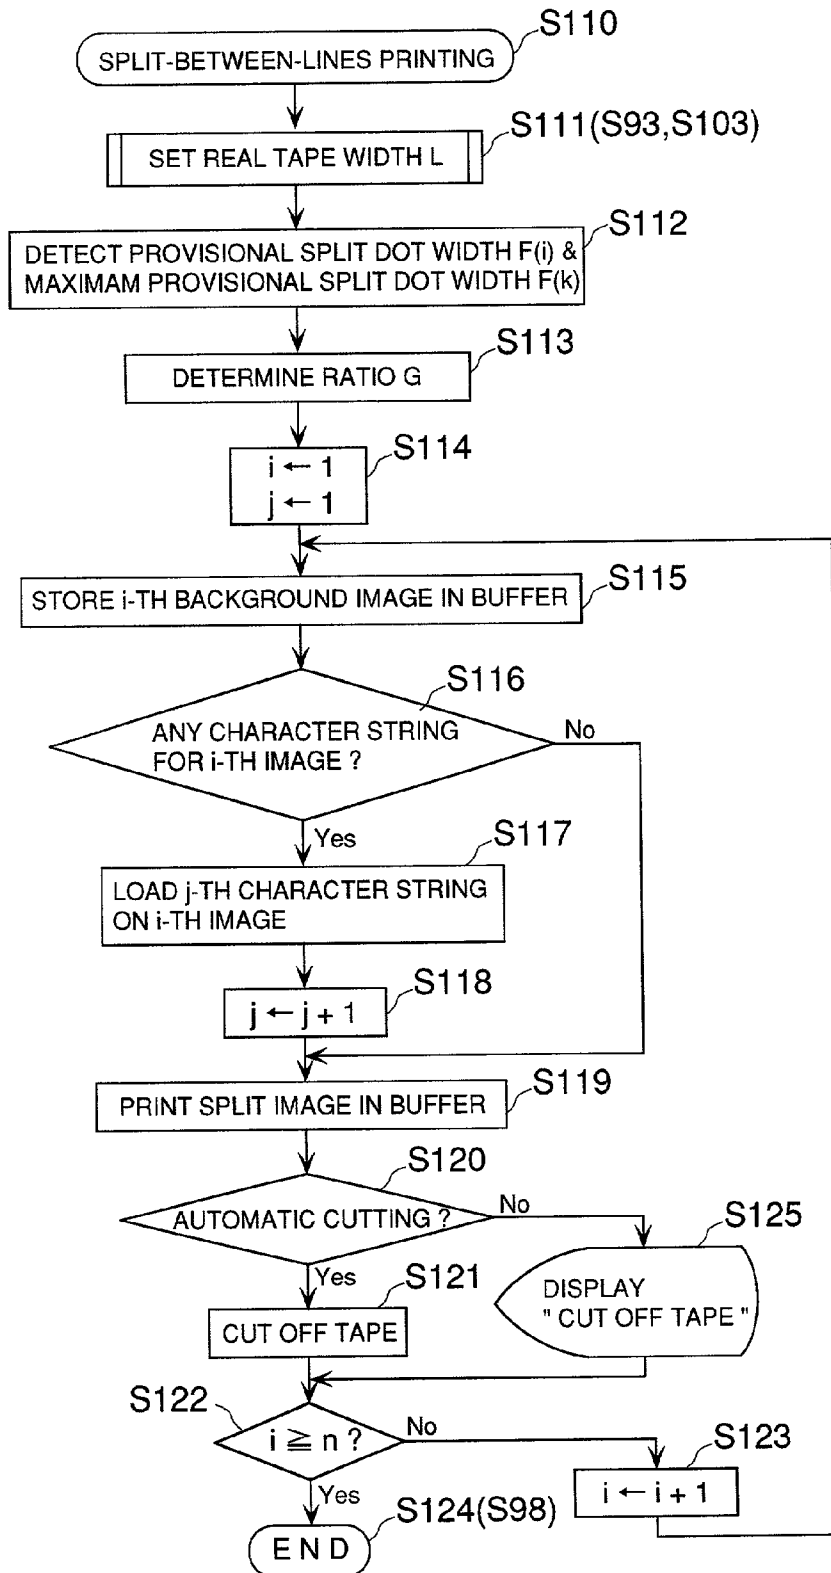 S110
SPLIT-BETWEEN-LINES PRINTING
S111(S93,S103)
SET REAL TAPE WIDTH L
S112
DETECT PROVISIONAL SPLIT DOT WIDTH F(i) &
MAXIMAM PROVISIONAL SPLIT DOT WIDTH F(k)
S113
DETERMINE RATIO G
S114
i ← 1
j ← 1
S115
STORE i-TH BACKGROUND IMAGE IN BUFFER
S116
ANY CHARACTER STRING
FOR i-TH IMAGE ?
No
Yes
S117
LOAD j-TH CHARACTER STRING
ON i-TH IMAGE
S118
j ← j + 1
S119
PRINT SPLIT IMAGE IN BUFFER
S120
AUTOMATIC CUTTING ?
No
Yes
S125
DISPLAY
" CUT OFF TAPE "
S121
CUT OFF TAPE
S122
i ≧ n ?
No
Yes
S123
i ← i + 1
S124(S98)
E N D